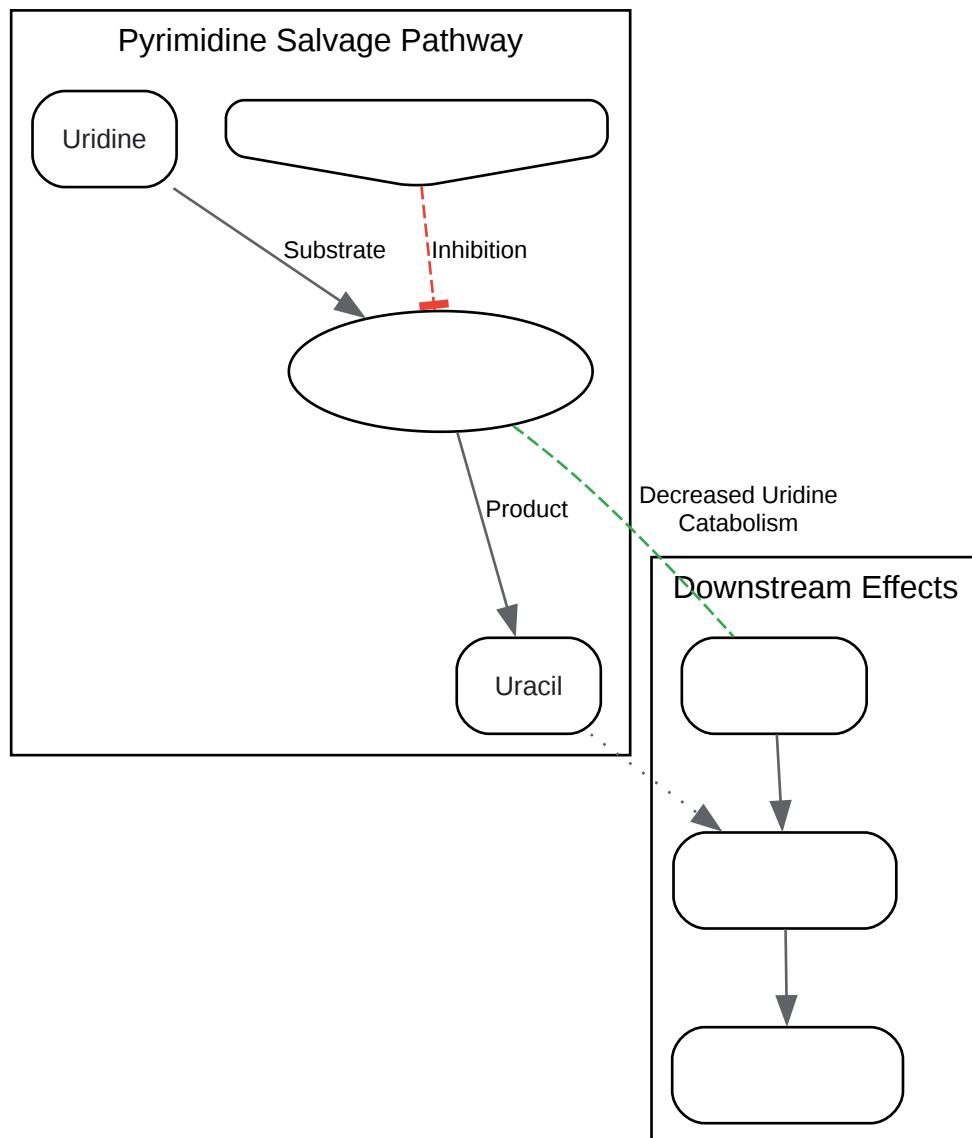 Pyrimidine Salvage Pathway
Uridine
Substrate
Inhibition
Product
Decreased Uridine
Catabolism
Downstream Effects
Uracil